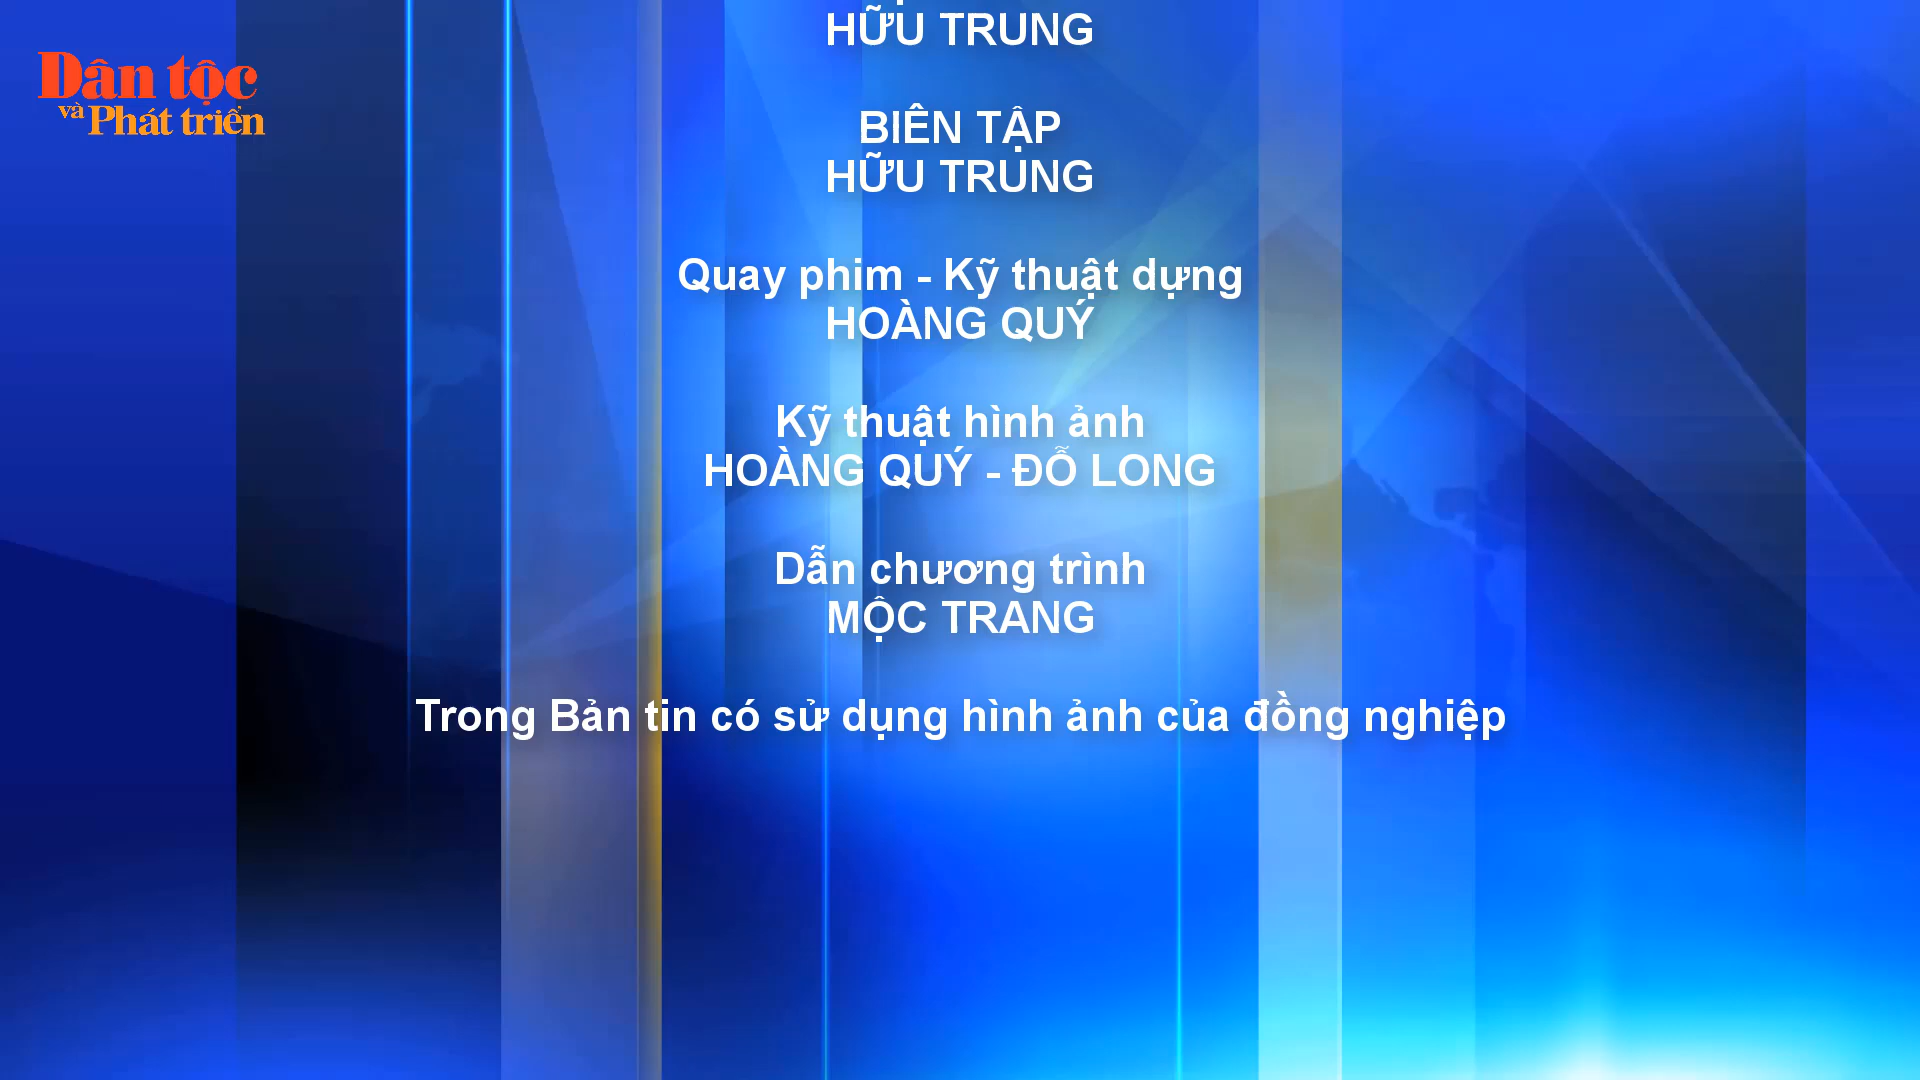 Dân tộc
và Phát triển
HỮU TRUNG
BIÊN TẬP
HỮU TRUNG
Quay phim - Kỹ thuật dựng
HOÀNG QUÝ
Kỹ thuật hình ảnh
HOÀNG QUÝ - ĐỖ LONG
Dẫn chương trình
MỘC TRANG
Trong Bản tin có sử dụng hình ảnh của đồng nghiệp